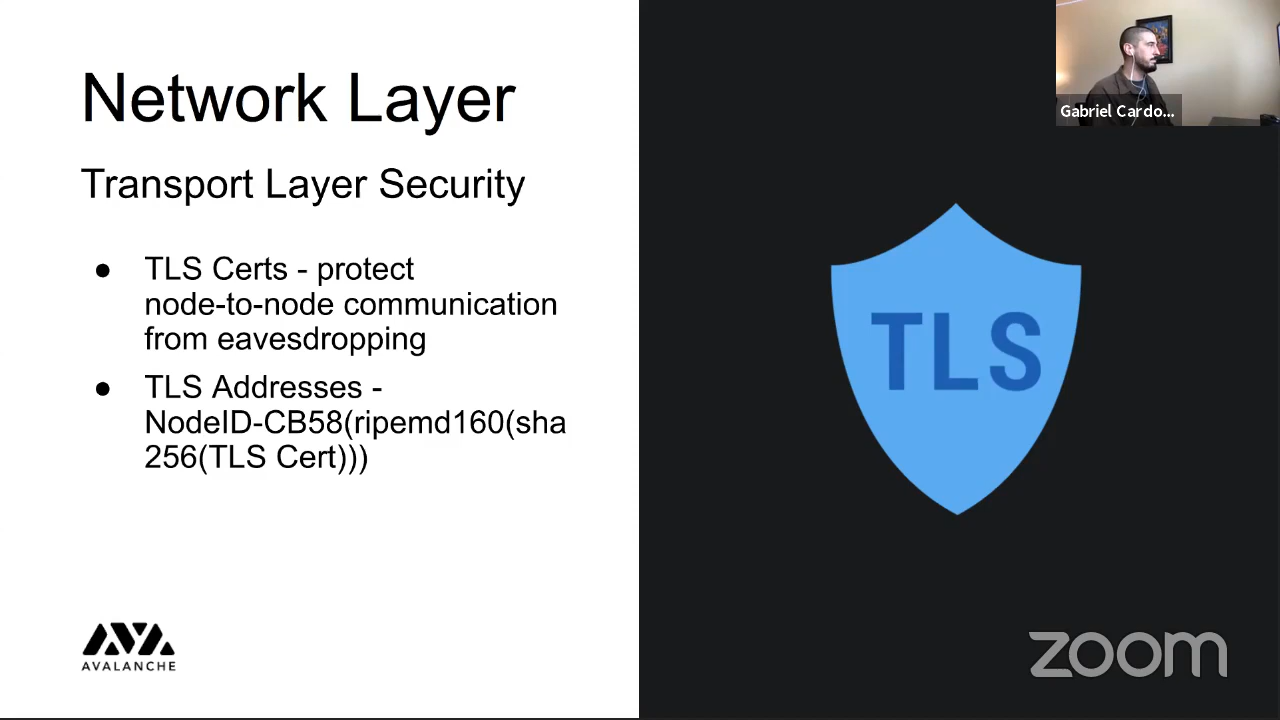 Network Layer
Transport Layer Security
● TLS Certs - protect
node-to-node communication
from eavesdropping
● TLS Addresses -
NodeID-CB58(ripemd160(sha
256(TLS Cert)))
AVALANCHE
TLS
Gabriel Cardo...
zoom